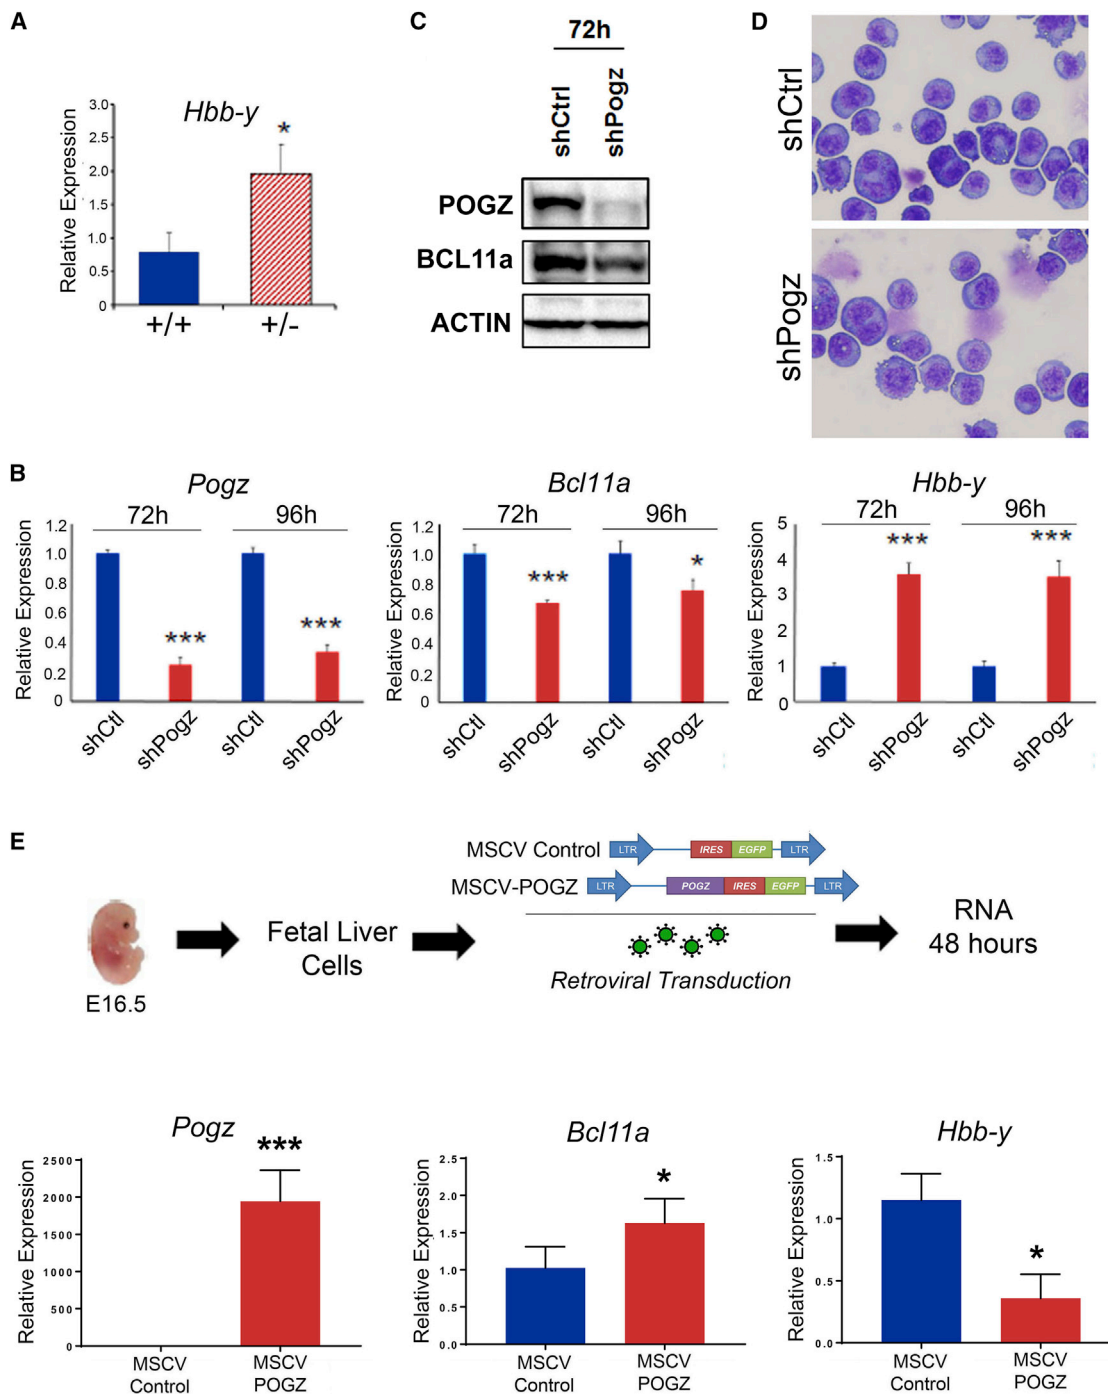 A
Hbb-y
Relative Expression
3.0
2.5
2.0
1.5
1.0
0.5
0
*
+/+
+/-
C
72h
shCtrl
shPogz
POGZ
BCL11a
ACTIN
D
shCtrl
shPogz
B
Pogz
72h
96h
Relative Expression
1.2
1.0
0.8
0.6
0.4
0.2
0
***
***
shCtl
shPogz
shCtl
shPogz
Bcl11a
72h
96h
Relative Expression
1.2
1.0
0.8
0.6
0.4
0.2
0
***
*
shCtl
shPogz
shCtl
shPogz
Hbb-y
72h
96h
Relative Expression
5
4
3
2
1
0
***
***
shCtl
shPogz
shCtl
shPogz
E
E16.5
Fetal Liver
Cells
MSCV Control
LTR
IRES
EGFP
LTR
MSCV-POGZ
LTR
POGZ
IRES
EGFP
LTR
Retroviral Transduction
RNA
48 hours
Pogz
Relative Expression
2500
2000
1500
1000
500
0
***
MSCV
Control
MSCV
POGZ
Bcl11a
Relative Expression
2.5
2.0
1.5
1.0
0.5
0.0
*
MSCV
Control
MSCV
POGZ
Hbb-y
Relative Expression
1.5
1.0
0.5
0.0
*
MSCV
Control
MSCV
POGZ